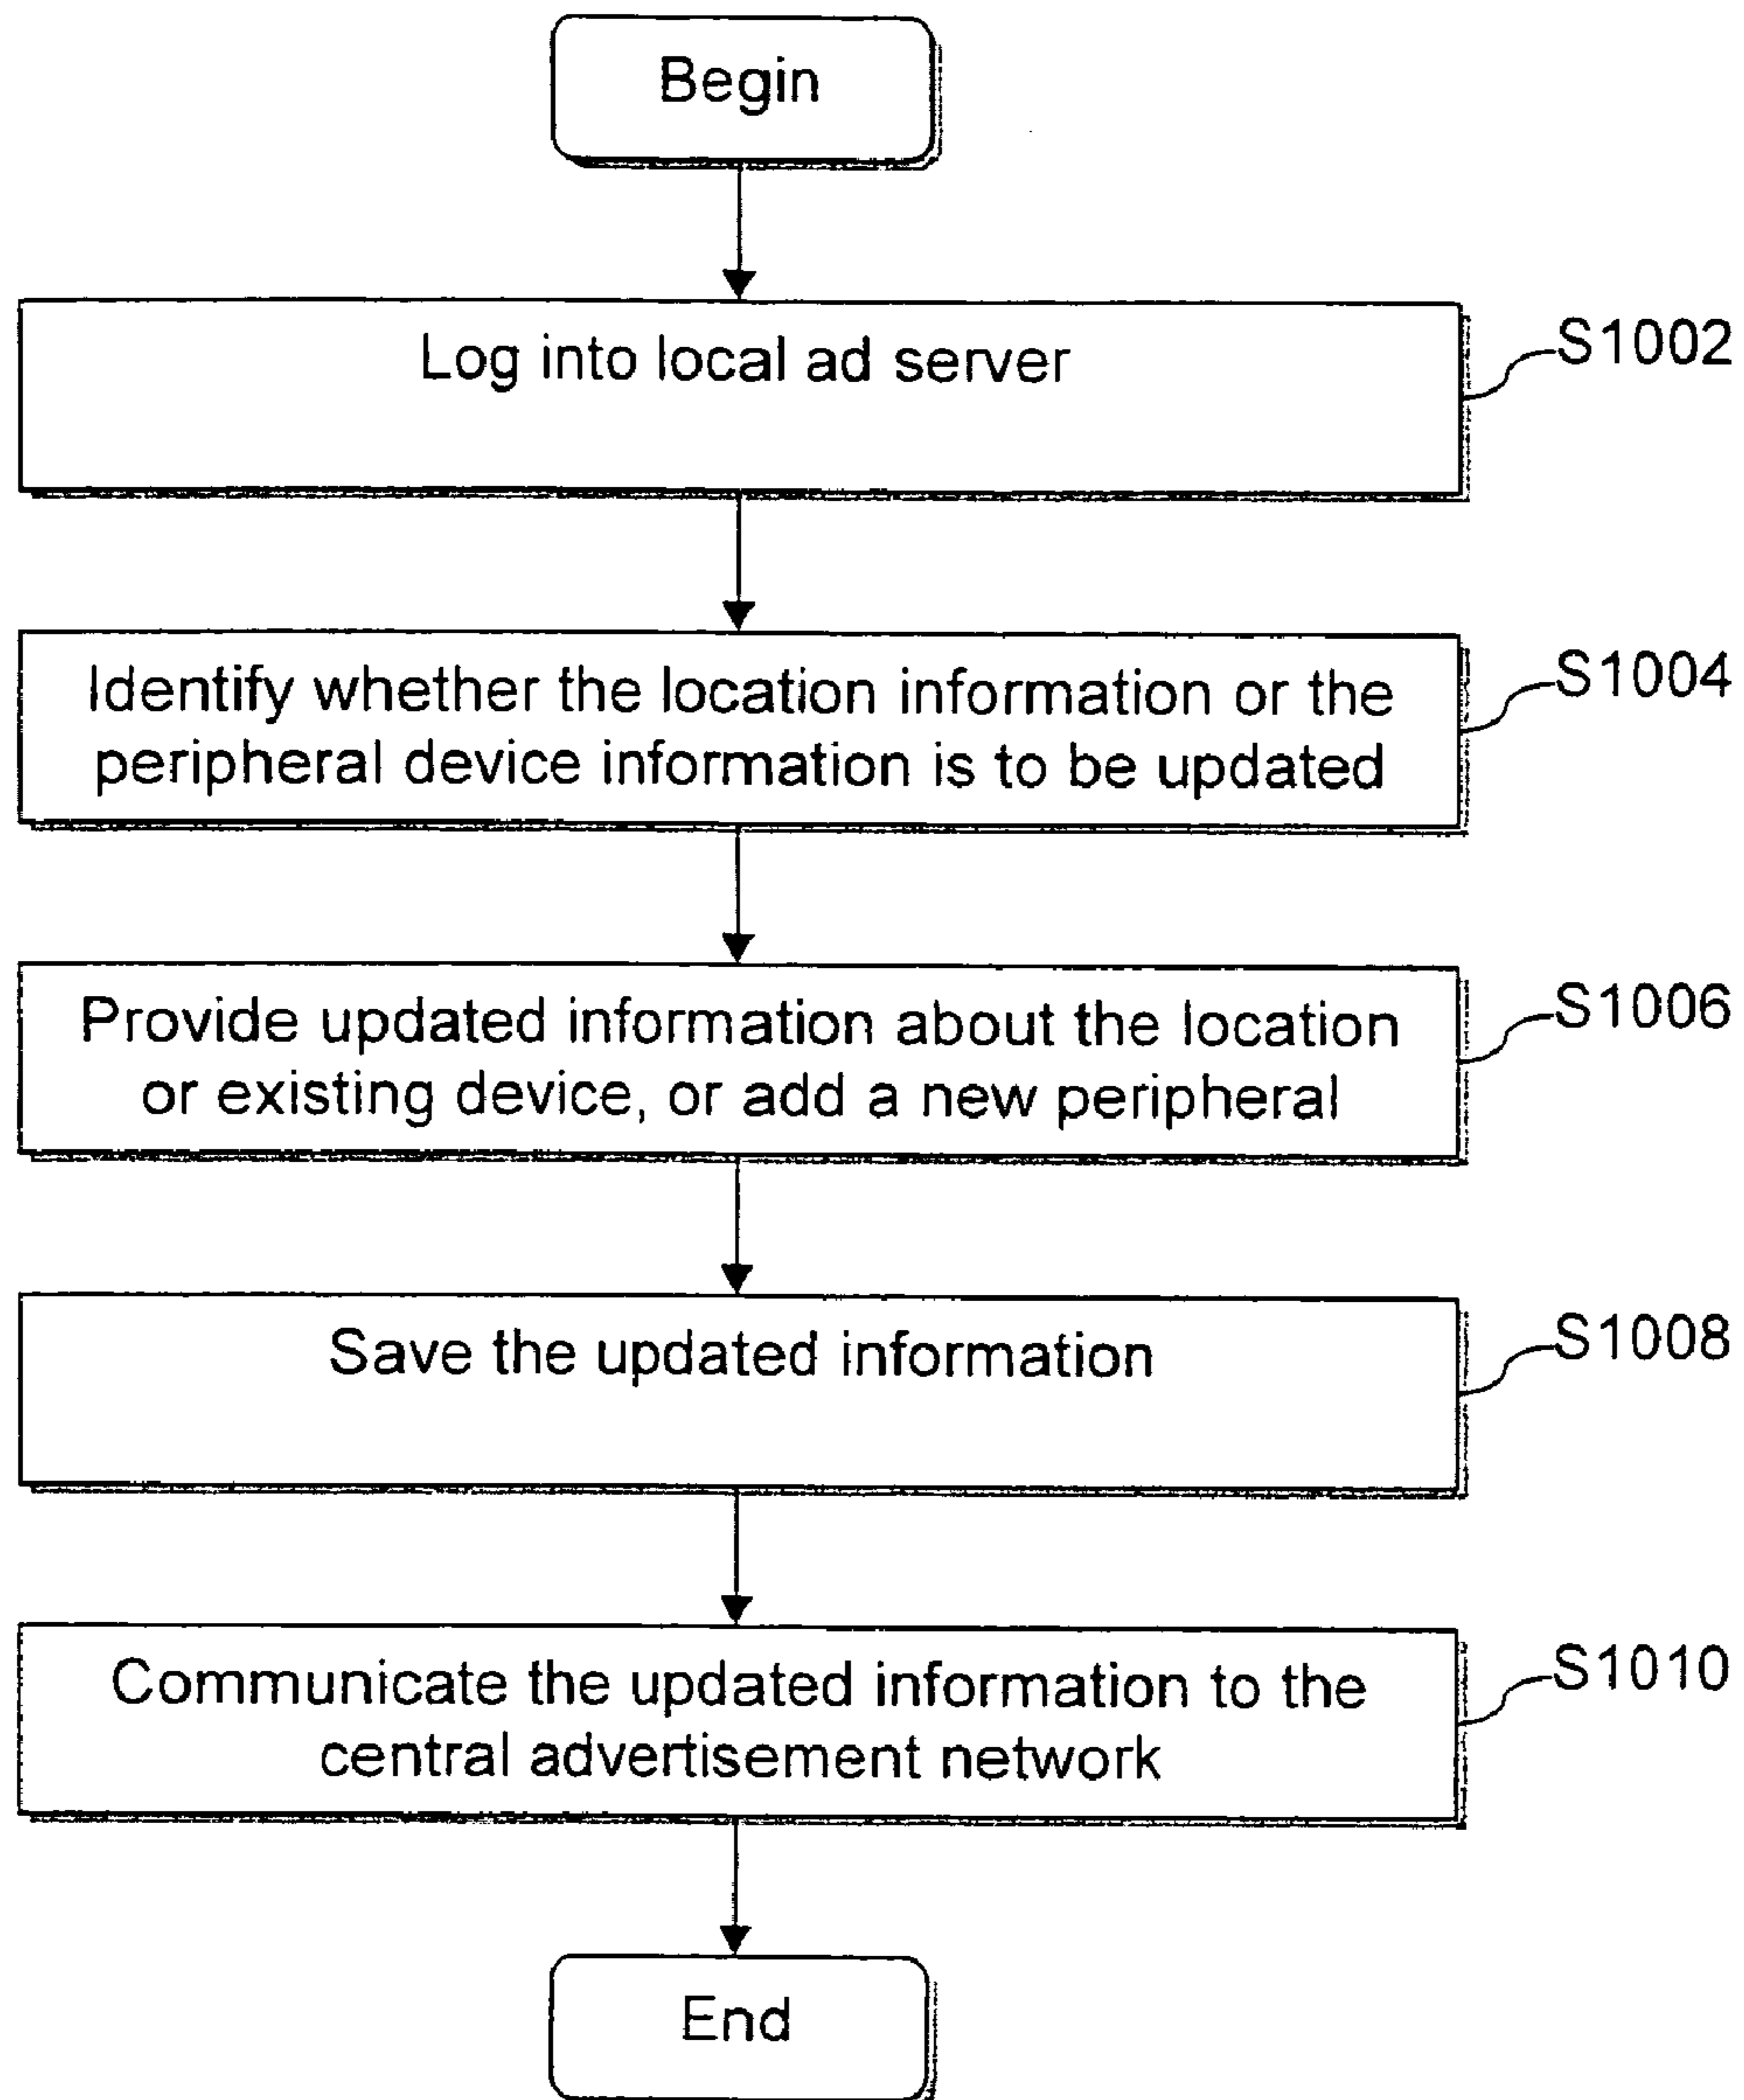 Begin
Log into local ad server
S1002
Identify whether the location information or the
peripheral device information is to be updated
S1004
Provide updated information about the location
or existing device, or add a new peripheral
S1006
Save the updated information
S1008
Communicate the updated information to the
central advertisement network
S1010
End